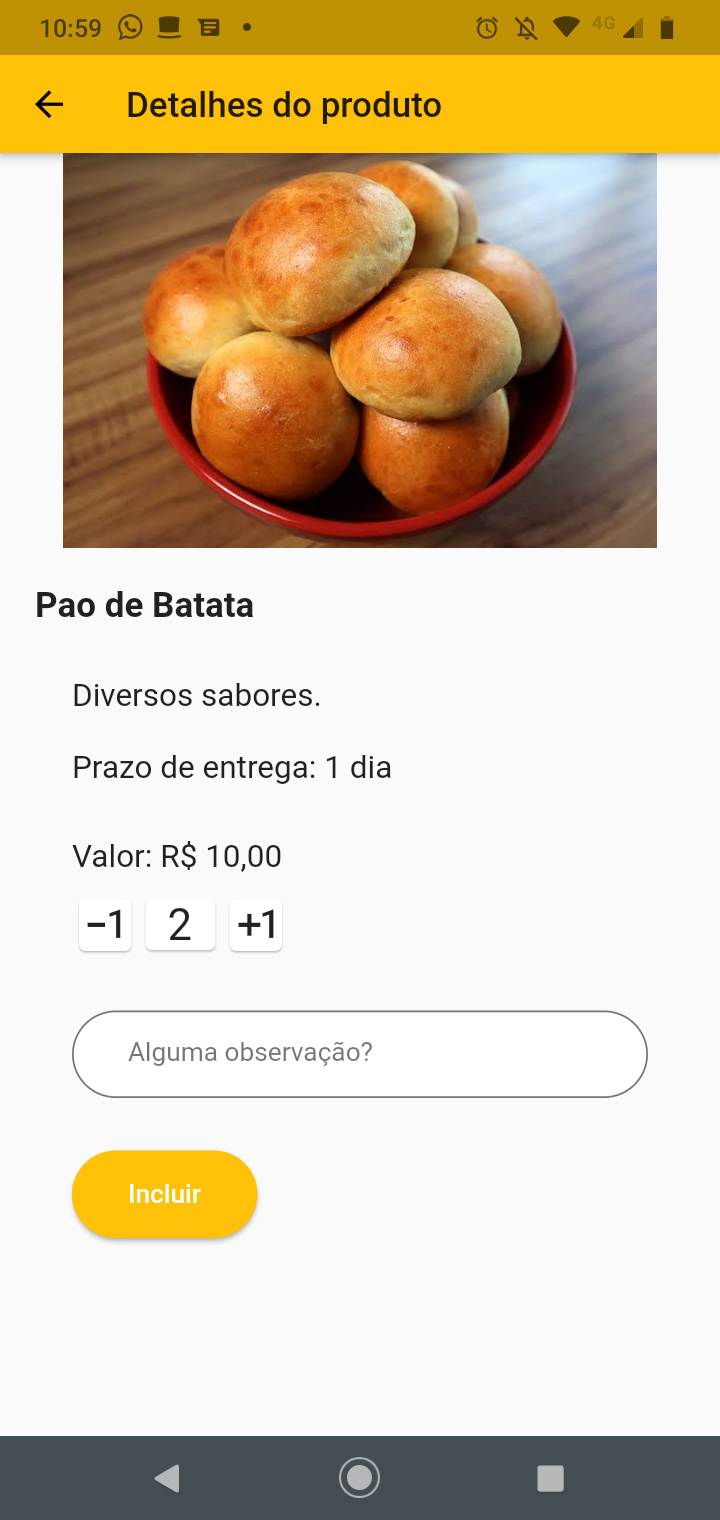 10:59 4G
Detalhes do produto
Pao de Batata
Diversos sabores.
Prazo de entrega: 1 dia
Valor: R$ 10,00
−1 2 +1
Alguma observação?
Incluir